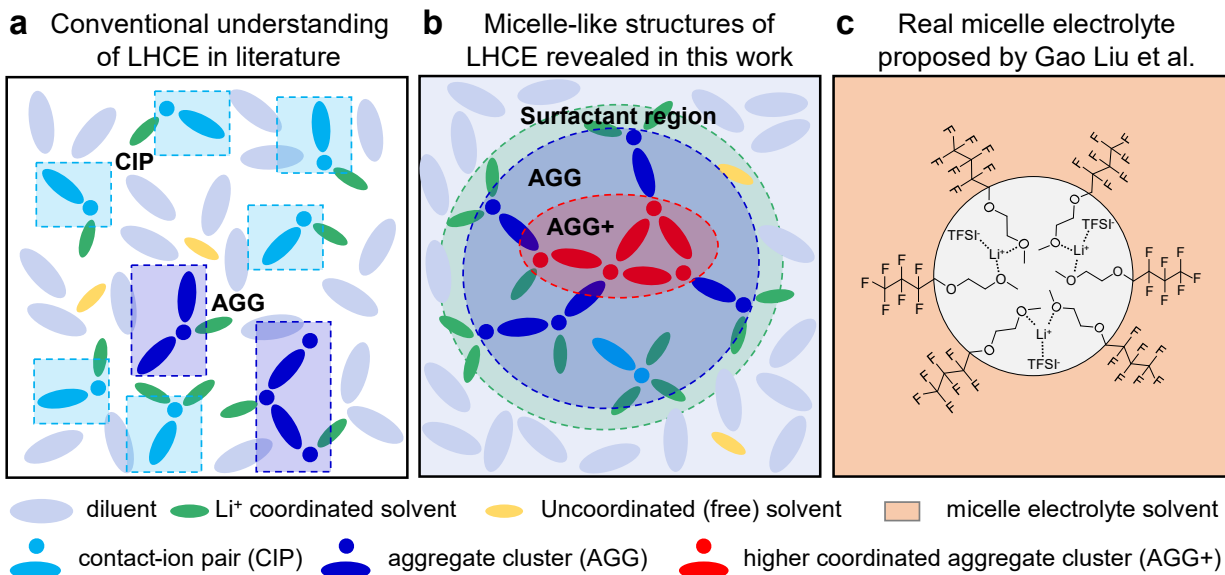 a Conventional understanding
of LHCE in literature
CIP
AGG
b Micelle-like structures of
LHCE revealed in this work
Surfactant region
AGG
AGG+
c Real micelle electrolyte
proposed by Gao Liu et al.
F F F F F F F F F
F F F F F F F F F
O O
TFSI- O O TFSI-
Li⁺ Li⁺
O O
F F F F F F F F F O O F F F F F F F F F
O O
Li⁺
O O
TFSI-
F F F F F F F F F
F F F F F F F F F
diluent
Li⁺ coordinated solvent
Uncoordinated (free) solvent
micelle electrolyte solvent
contact-ion pair (CIP)
aggregate cluster (AGG)
higher coordinated aggregate cluster (AGG+)